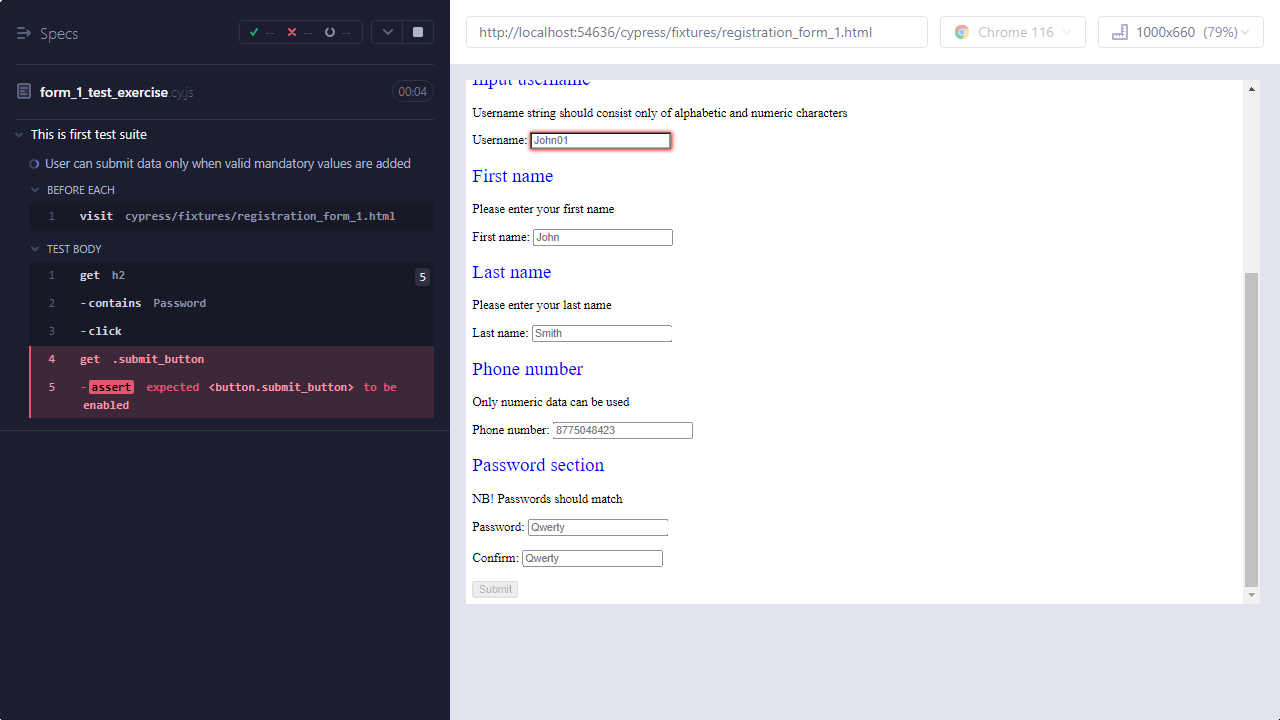 Specs
--
--
--
form_1_test_exercise.cy.js
00:04
This is first test suite
User can submit data only when valid mandatory values are added
BEFORE EACH
1 visit cypress/fixtures/registration_form_1.html
TEST BODY
1 get h2 5
2 -contains Password
3 -click
4 get .submit_button
5 -assert expected <button.submit_button> to be
enabled
http://localhost:54636/cypress/fixtures/registration_form_1.html
Chrome 116
1000x660 (79%)
Input username
Username string should consist only of alphabetic and numeric characters
Username: John01
First name
Please enter your first name
First name: John
Last name
Please enter your last name
Last name: Smith
Phone number
Only numeric data can be used
Phone number: 8775048423
Password section
NB! Passwords should match
Password: Qwerty
Confirm: Qwerty
Submit